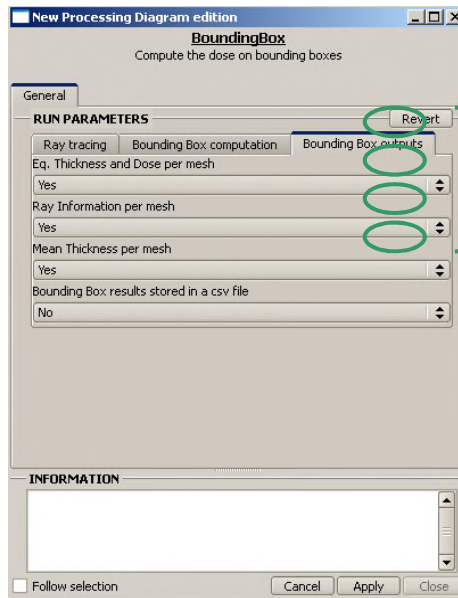 New Processing Diagram edition
BoundingBox
Compute the dose on bounding boxes
General
RUN PARAMETERS
Revert
Ray tracing Bounding Box computation Bounding Box outputs
Eq. Thickness and Dose per mesh
Yes
Ray Information per mesh
Yes
Mean Thickness per mesh
Yes
Bounding Box results stored in a csv file
No
INFORMATION
Follow selection Cancel Apply Close